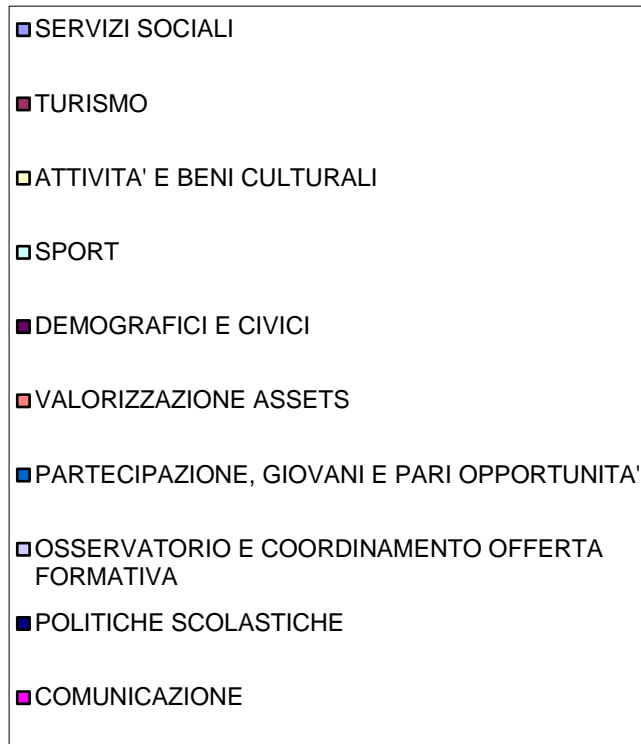 SERVIZI SOCIALI
TURISMO
ATTIVITA' E BENI CULTURALI
SPORT
DEMOGRAFICI E CIVICI
VALORIZZAZIONE ASSETS
PARTECIPAZIONE, GIOVANI E PARI OPPORTUNITA'
OSSERVATORIO E COORDINAMENTO OFFERTA
FORMATIVA
POLITICHE SCOLASTICHE
COMUNICAZIONE